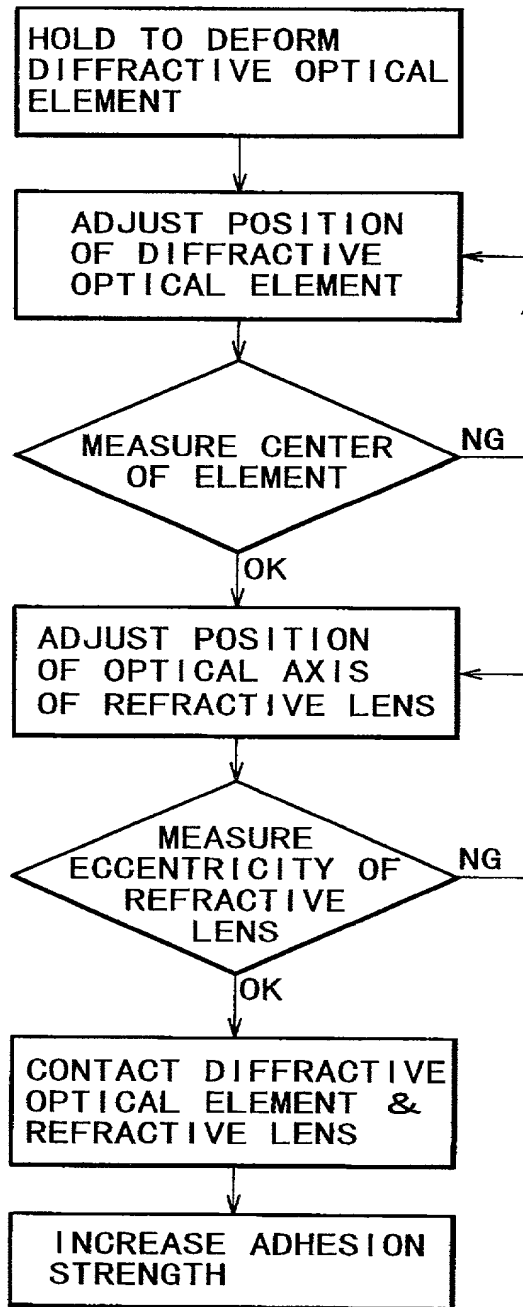 HOLD TO DEFORM
DIFFRACTIVE OPTICAL
ELEMENT
ADJUST POSITION
OF DIFFRACTIVE
OPTICAL ELEMENT
MEASURE CENTER
OF ELEMENT
NG
OK
ADJUST POSITION
OF OPTICAL AXIS
OF REFRACTIVE LENS
MEASURE
ECCENTRICITY OF
REFRACTIVE
LENS
NG
OK
CONTACT DIFFRACTIVE
OPTICAL ELEMENT &
REFRACTIVE LENS
INCREASE ADHESION
STRENGTH